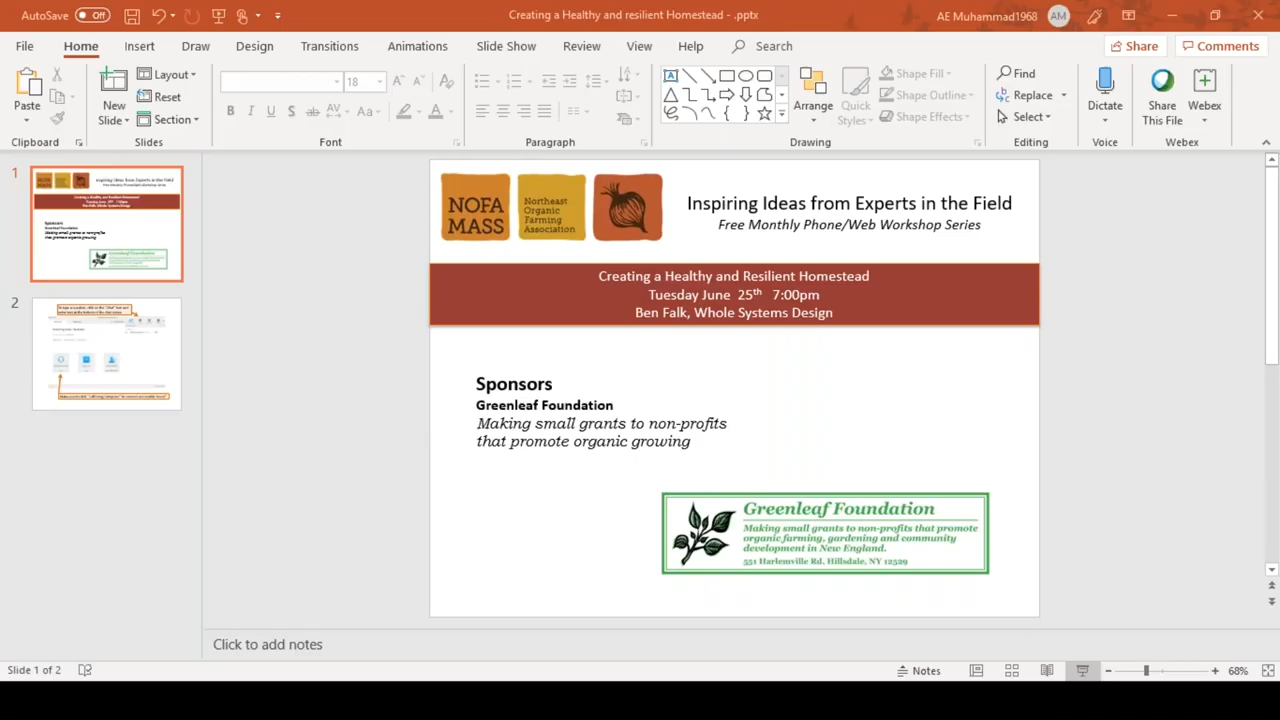 AutoSave Off
Creating a Healthy and resilient Homestead - .pptx
AE Muhammad1968 AM
File Home Insert Draw Design Transitions Animations Slide Show Review View Help Search
Share Comments
Paste
New Slide
Layout
Reset
Section
18
Arrange
Quick Styles
Shape Fill
Shape Outline
Shape Effects
Find
Replace
Select
Dictate
Share This File
Webex
Clipboard Slides Font Paragraph Drawing Editing Voice Webex
1
2
NOFA
MASS
Northeast
Organic
Farming
Association
Inspiring Ideas from Experts in the Field
Free Monthly Phone/Web Workshop Series
Creating a Healthy and Resilient Homestead
Tuesday June 25th 7:00pm
Ben Falk, Whole Systems Design
Sponsors
Greenleaf Foundation
Making small grants to non-profits
that promote organic growing
Greenleaf Foundation
Making small grants to non-profits that promote
organic farming, gardening and community
development in New England.
551 Harlemville Rd, Hillsdale, NY 12529
Click to add notes
Slide 1 of 2
Notes
68%